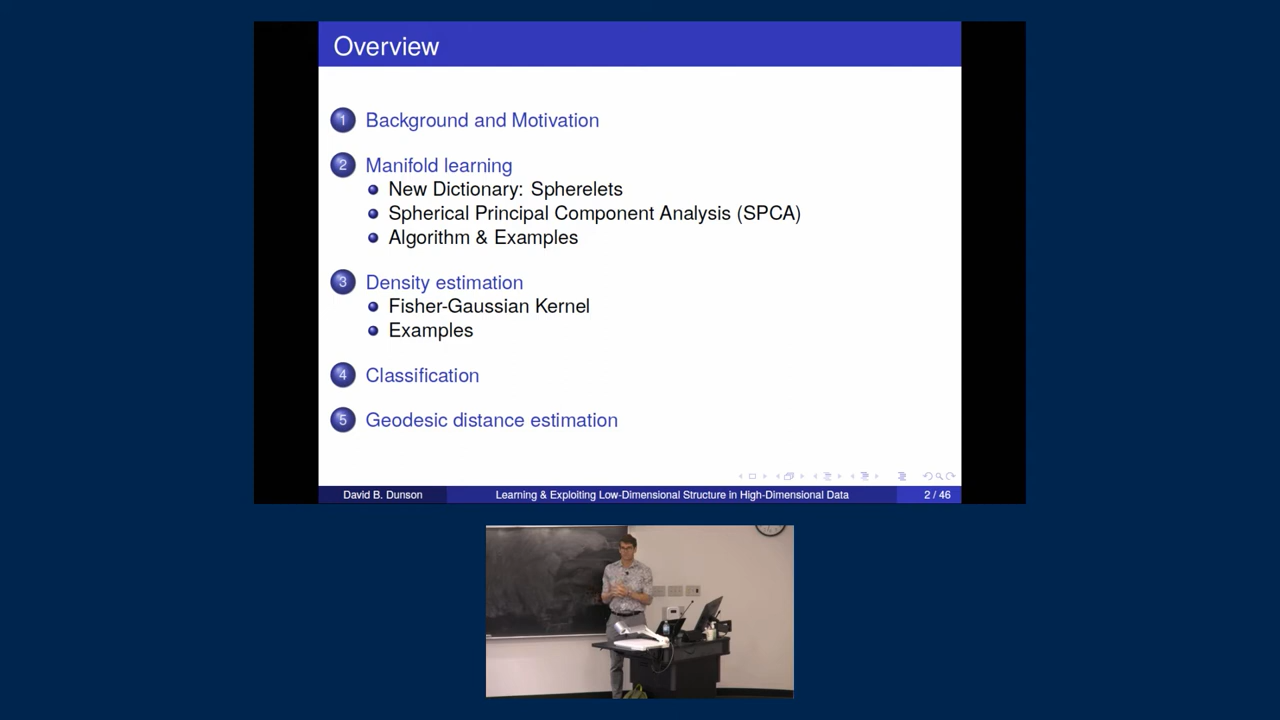 Overview
1 Background and Motivation
2 Manifold learning
New Dictionary: Spherelets
Spherical Principal Component Analysis (SPCA)
Algorithm & Examples
3 Density estimation
Fisher-Gaussian Kernel
Examples
4 Classification
5 Geodesic distance estimation
David B. Dunson Learning & Exploiting Low-Dimensional Structure in High-Dimensional Data 2 / 46